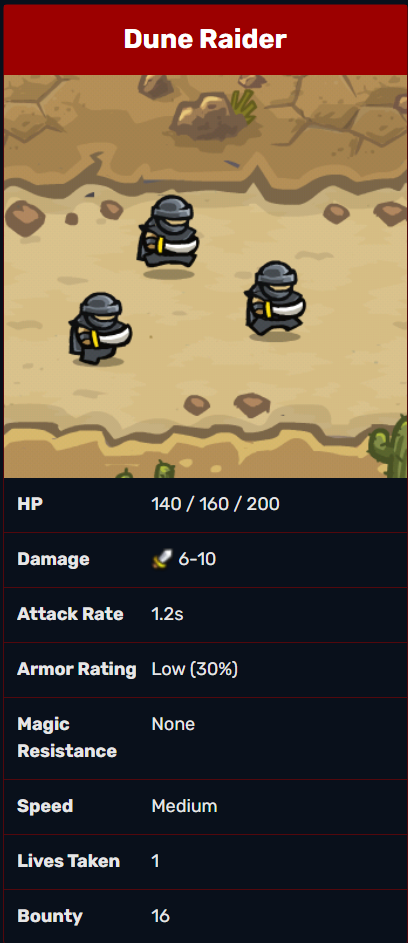 Dune Raider
HP 140 / 160 / 200
Damage 6-10
Attack Rate 1.2s
Armor Rating Low (30%)
Magic None
Resistance
Speed Medium
Lives Taken 1
Bounty 16